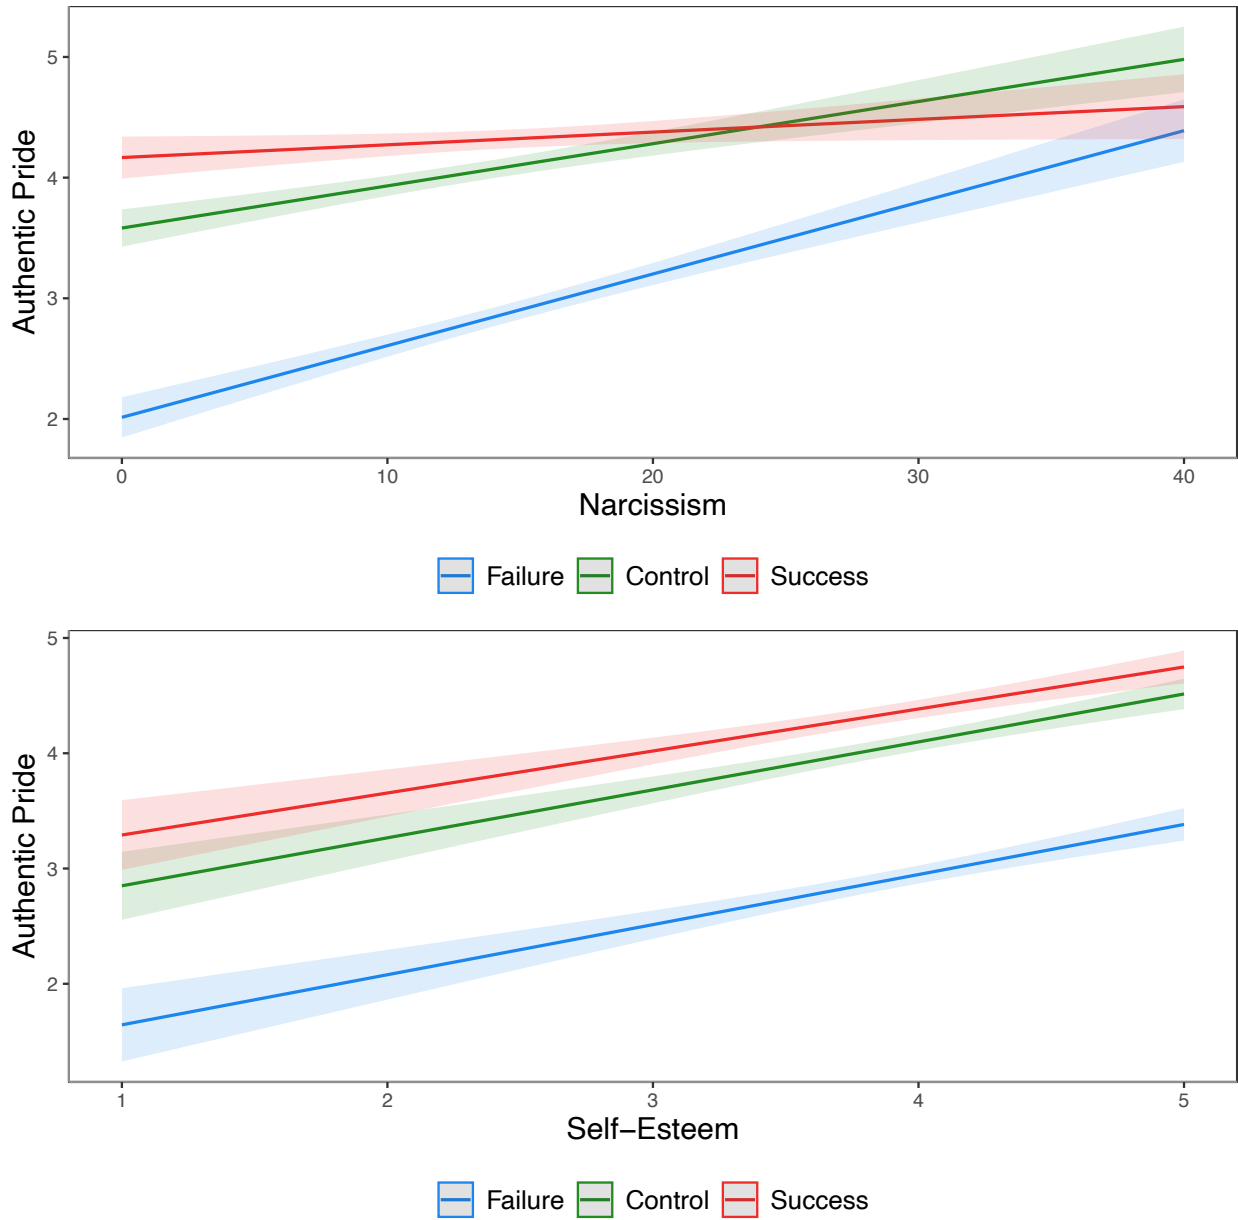 5
4
3
2
Authentic Pride
0 10 20 30 40
Narcissism
Failure Control Success
5
4
3
2
Authentic Pride
1 2 3 4 5
Self−Esteem
Failure Control Success